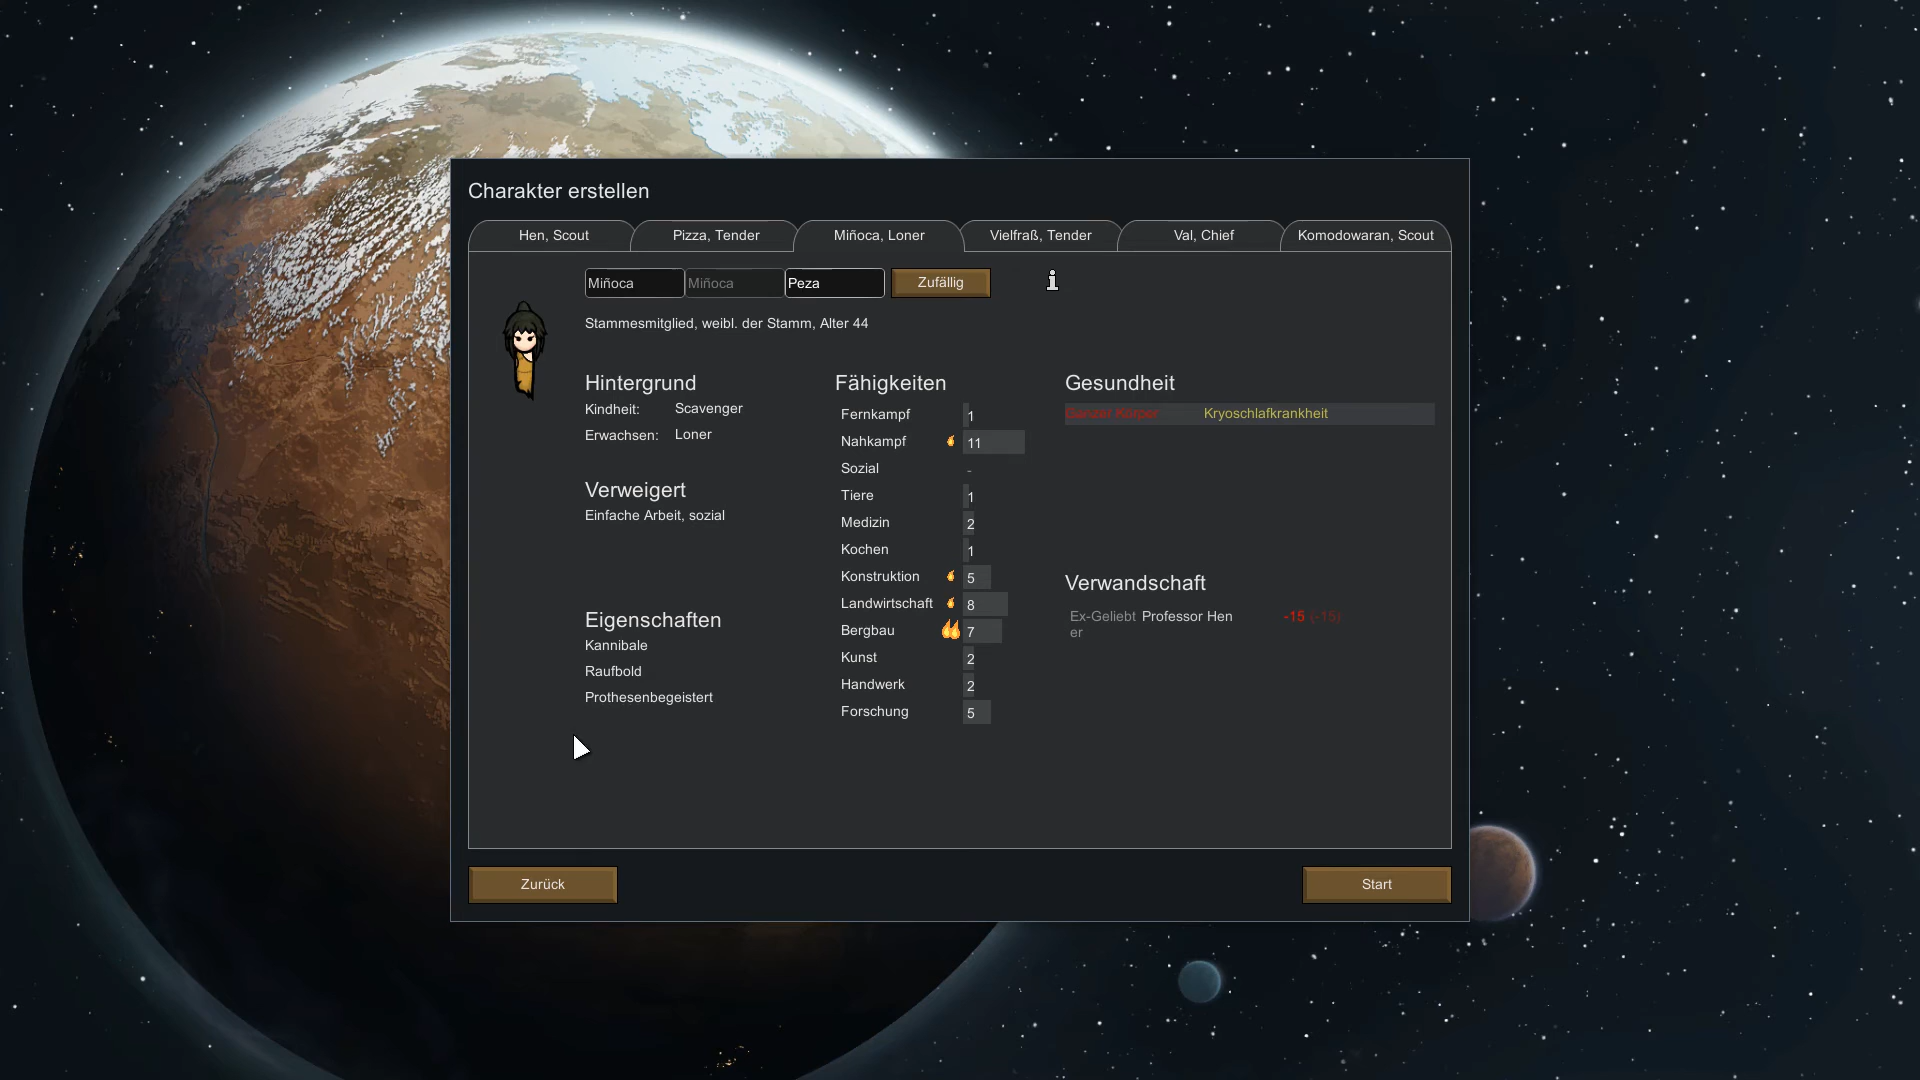 Charakter erstellen
Hen, Scout
Pizza, Tender
Miñoca, Loner
Vielfraß, Tender
Val, Chief
Komodowaran, Scout
Miñoca
Miñoca
Peza
Zufällig
Stammesmitglied, weibl. der Stamm, Alter 44
Hintergrund
Kindheit: Scavenger
Erwachsen: Loner
Verweigert
Einfache Arbeit, sozial
Eigenschaften
Kannibale
Raufbold
Prothesenbegeistert
Fähigkeiten
Fernkampf 1
Nahkampf 11
Sozial -
Tiere 1
Medizin 2
Kochen 1
Konstruktion 5
Landwirtschaft 8
Bergbau 7
Kunst 2
Handwerk 2
Forschung 5
Gesundheit
Ganzer Körper Kryoschlafkrankheit
Verwandschaft
Ex-Geliebt Professor Hen -15 (-15)
er
Zurück
Start